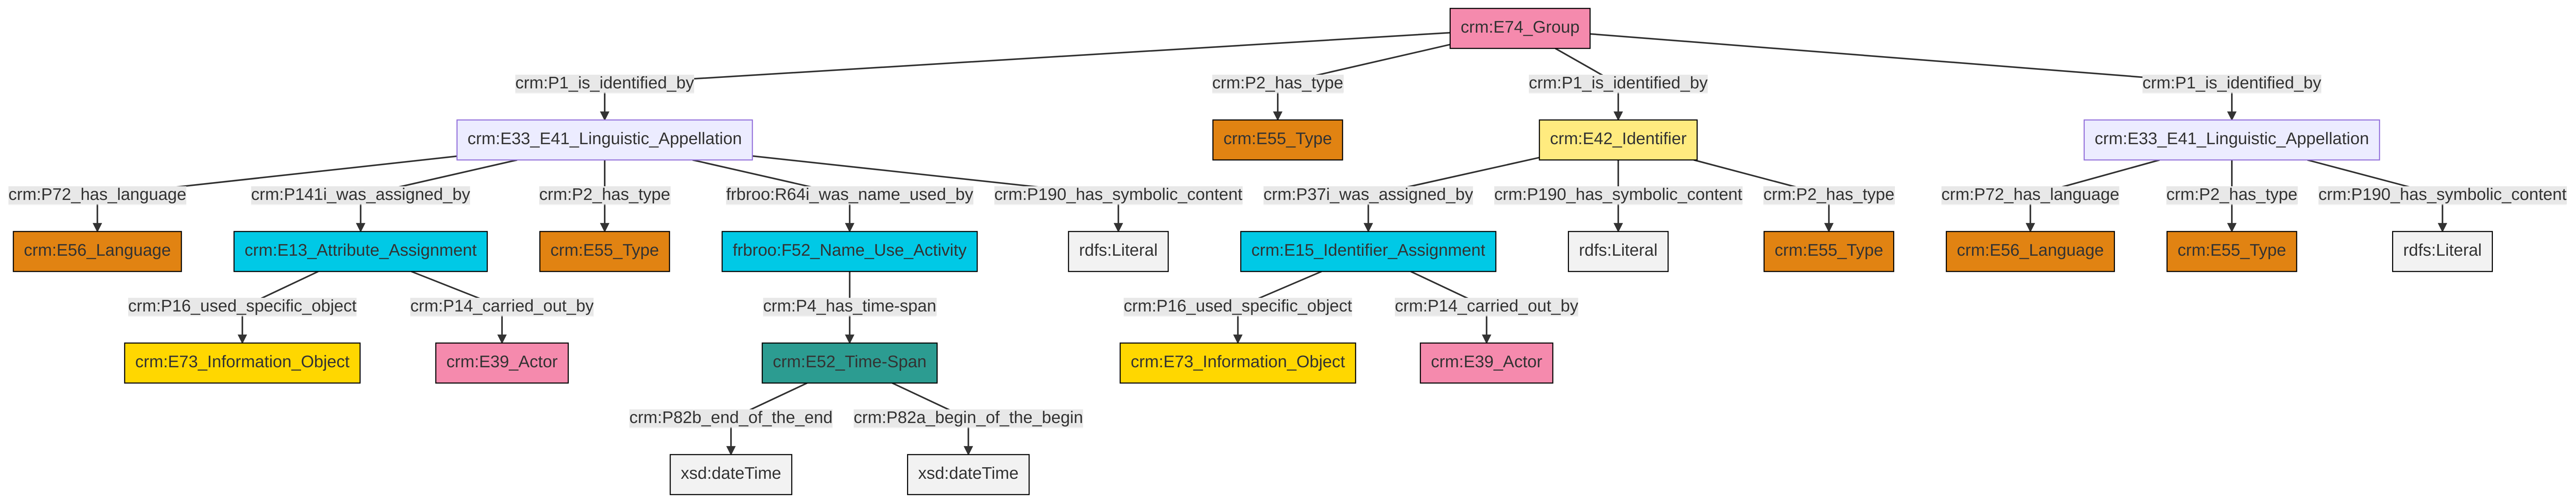 crm:E74_Group
crm:P1_is_identified_by
crm:P2_has_type
crm:P1_is_identified_by
crm:P1_is_identified_by
crm:E33_E41_Linguistic_Appellation
crm:E55_Type
crm:E42_Identifier
crm:E33_E41_Linguistic_Appellation
crm:P72_has_language
crm:P141i_was_assigned_by
crm:P2_has_type
frbroo:R64i_was_name_used_by
crm:P190_has_symbolic_content
crm:P37i_was_assigned_by
crm:P190_has_symbolic_content
crm:P2_has_type
crm:P72_has_language
crm:P2_has_type
crm:P190_has_symbolic_content
crm:E56_Language
crm:E13_Attribute_Assignment
crm:E55_Type
frbroo:F52_Name_Use_Activity
rdfs:Literal
crm:E15_Identifier_Assignment
rdfs:Literal
crm:E55_Type
crm:E56_Language
crm:E55_Type
rdfs:Literal
crm:P16_used_specific_object
crm:P14_carried_out_by
crm:P4_has_time-span
crm:P16_used_specific_object
crm:P14_carried_out_by
crm:E73_Information_Object
crm:E39_Actor
crm:E52_Time-Span
crm:E73_Information_Object
crm:E39_Actor
crm:P82b_end_of_the_end
crm:P82a_begin_of_the_begin
xsd:dateTime
xsd:dateTime